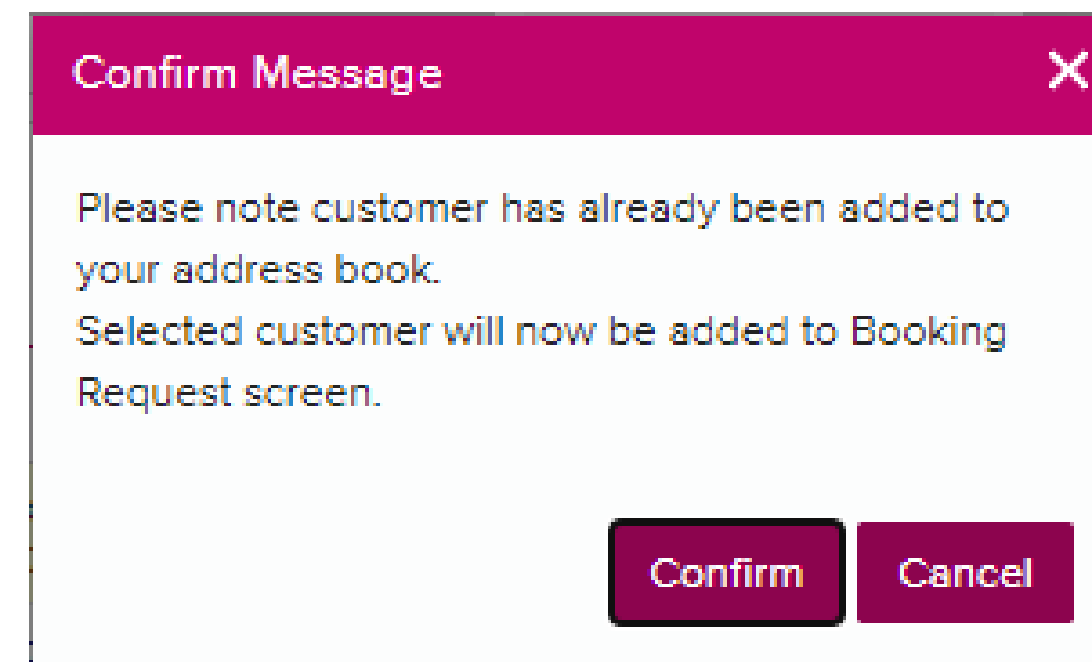 Confirm Message
Please note customer has already been added to
your address book.
Selected customer will now be added to Booking
Request screen.
Confirm Cancel